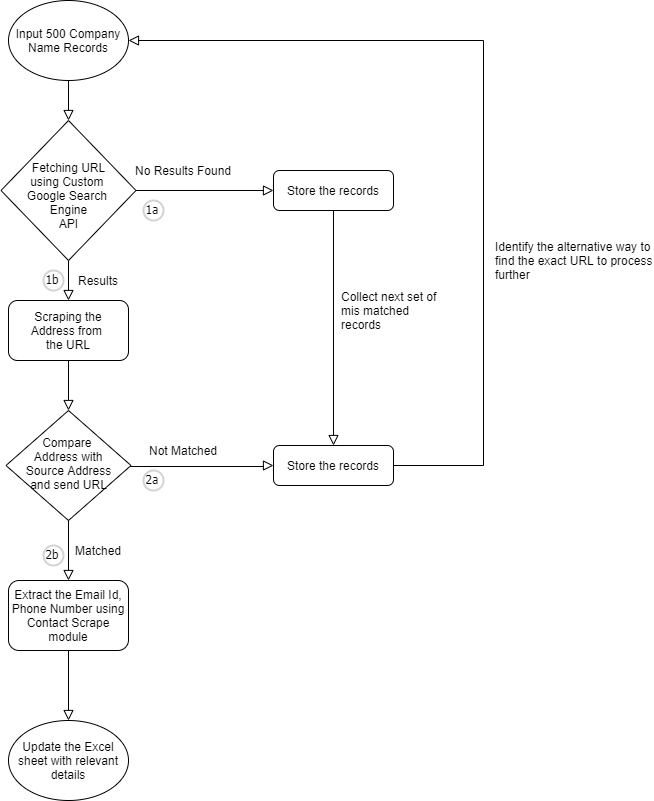 Input 500 Company
Name Records
Fetching URL
using Custom
Google Search
Engine
API
No Results Found
1a
Store the records
1b
Results
Identify the alternative way to
find the exact URL to process
further
Collect next set of
mis matched
records
Scraping the
Address from
the URL
Compare
Address with
Source Address
and send URL
Not Matched
2a
Store the records
2b
Matched
Extract the Email Id,
Phone Number using
Contact Scrape
module
Update the Excel
sheet with relevant
details